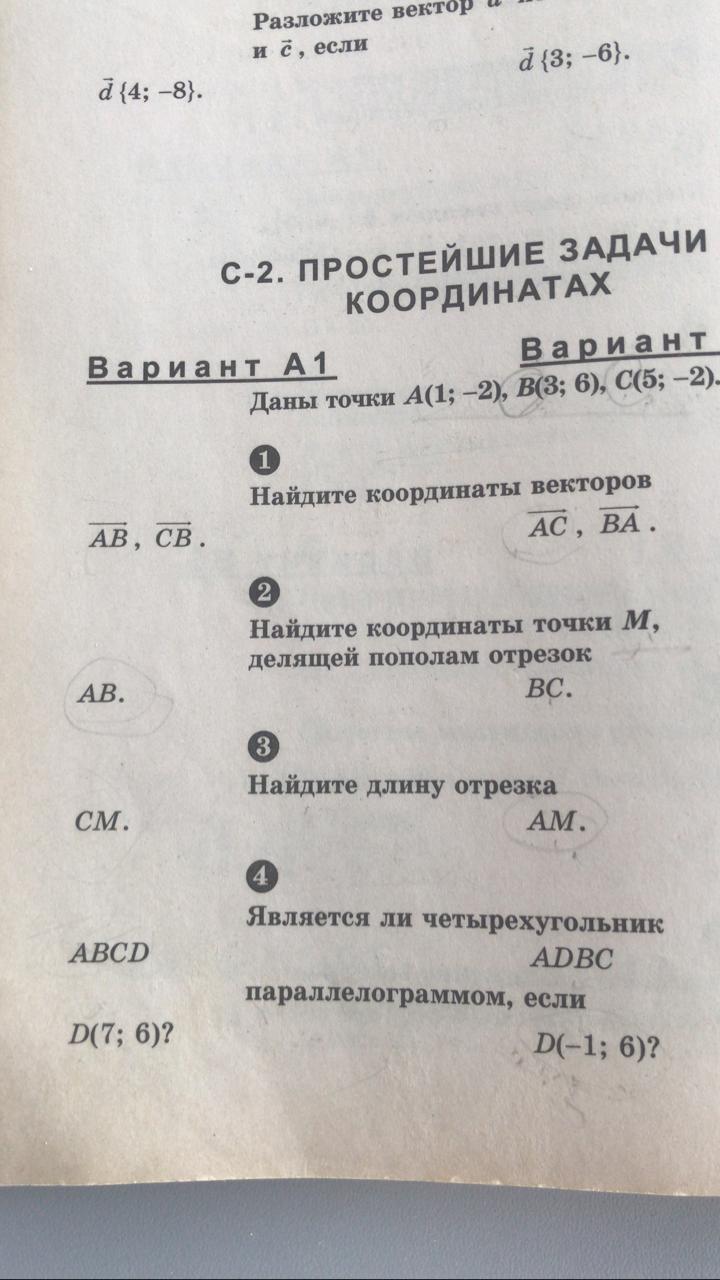 Разложите вектор
и c⃗, если
d⃗ {4; –8}.
d⃗ {3; –6}.
С-2. ПРОСТЕЙШИЕ ЗАДАЧИ
КООРДИНАТАХ
Вариант А1
Вариант
Даны точки A(1; –2), B(3; 6), C(5; –2).
1
Найдите координаты векторов
AB, CB.
AC, BA.
2
Найдите координаты точки M,
делящей пополам отрезок
AB.
BC.
3
Найдите длину отрезка
CM.
AM.
4
Является ли четырехугольник
ABCD
ADBC
параллелограммом, если
D(7; 6)?
D(–1; 6)?